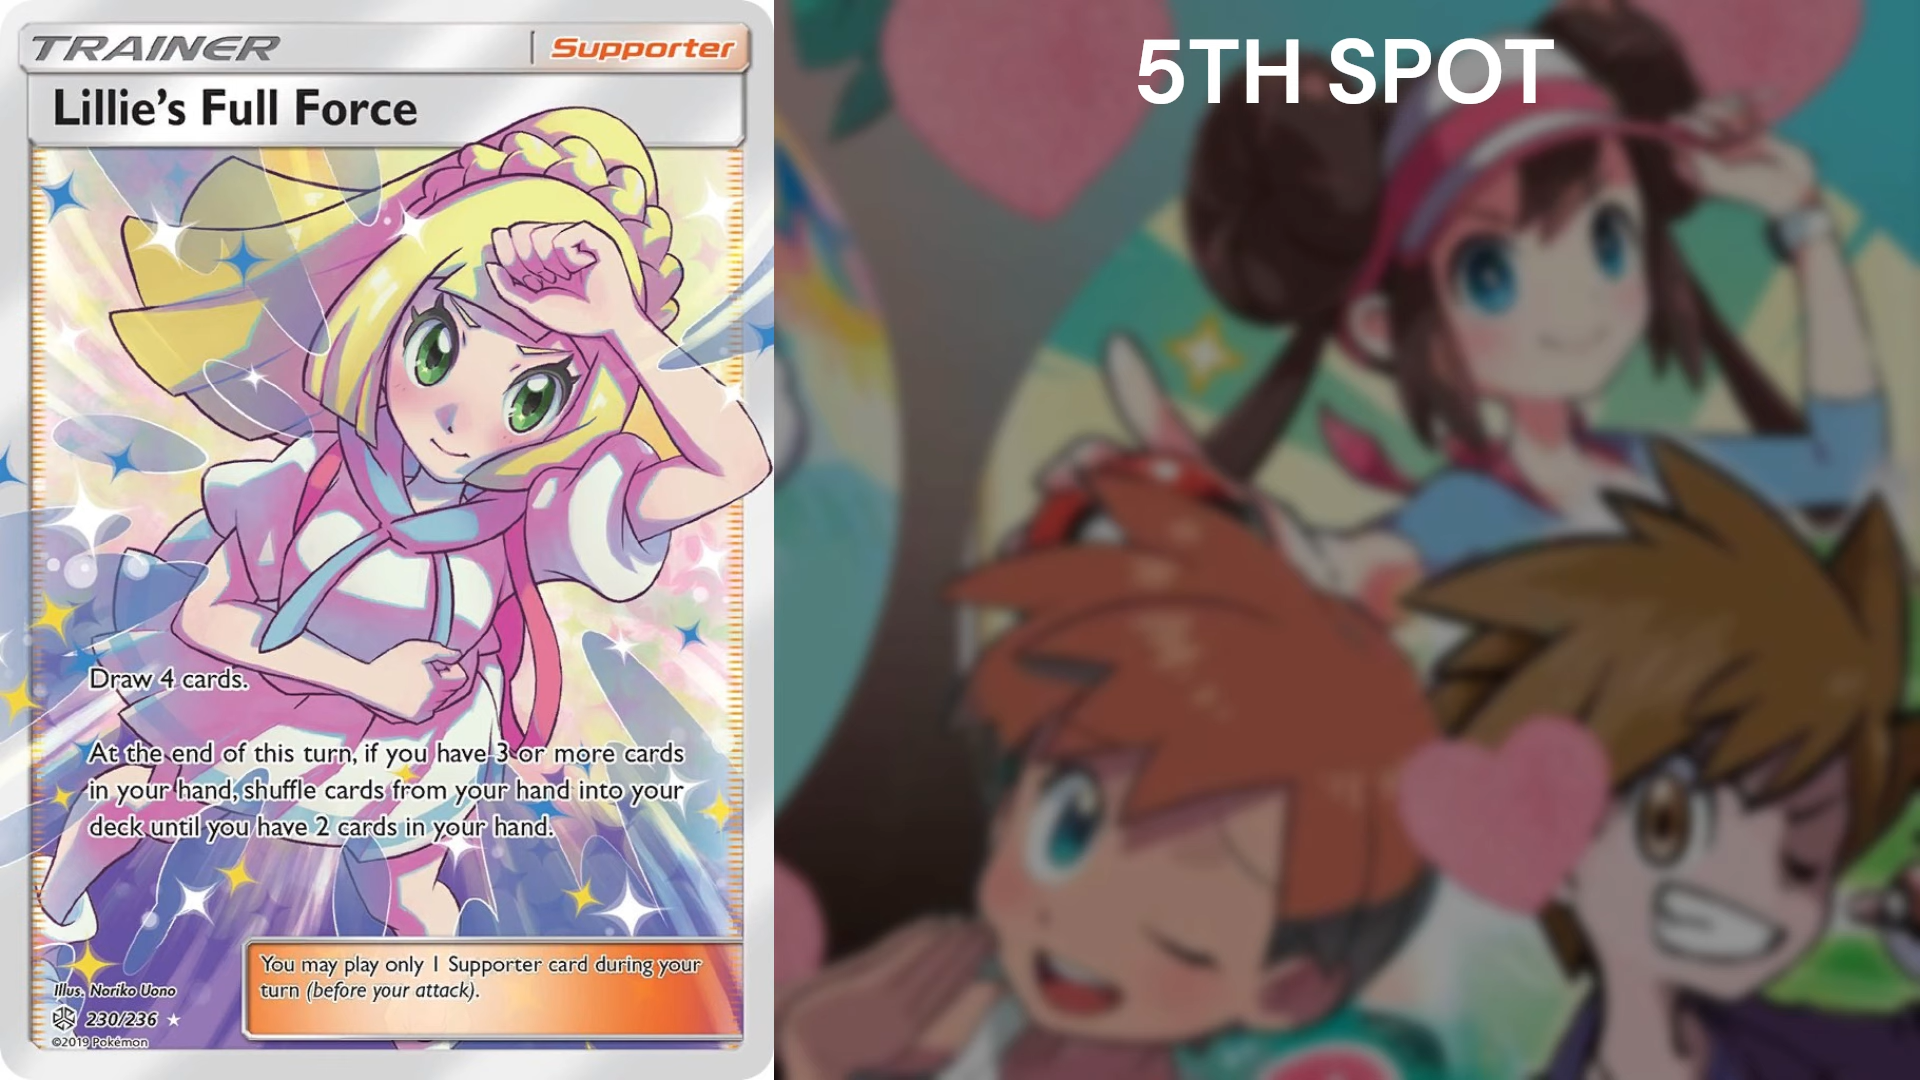 TRAINER
Supporter
Lillie's Full Force
5TH SPOT
Draw 4 cards.
At the end of this turn, if you have 3 or more cards
in your hand, shuffle cards from your hand into your
deck until you have 2 cards in your hand.
You may play only 1 Supporter card during your
turn (before your attack).
Illus. Noriko Uono
230/236
©2019 Pokémon